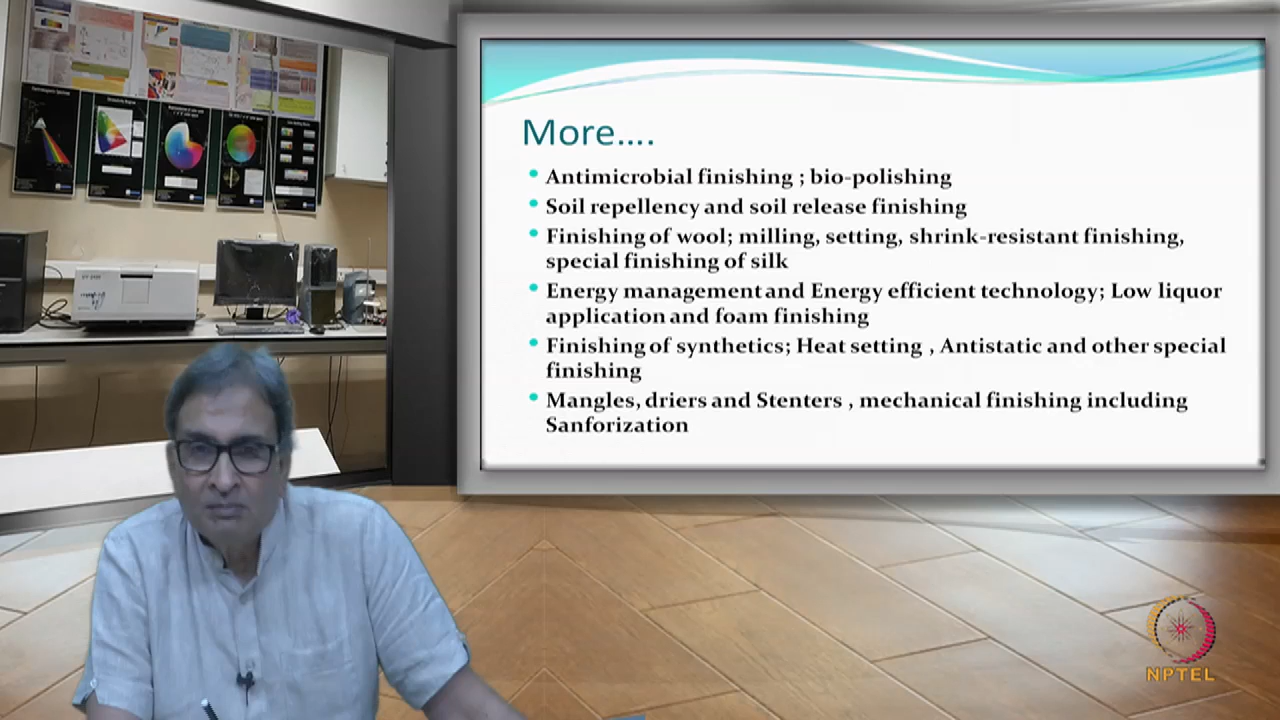 More....
Antimicrobial finishing ; bio-polishing
Soil repellency and soil release finishing
Finishing of wool; milling, setting, shrink-resistant finishing,
special finishing of silk
Energy management and Energy efficient technology; Low liquor
application and foam finishing
Finishing of synthetics; Heat setting , Antistatic and other special
finishing
Mangles, driers and Stenters , mechanical finishing including
Sanforization
NPTEL